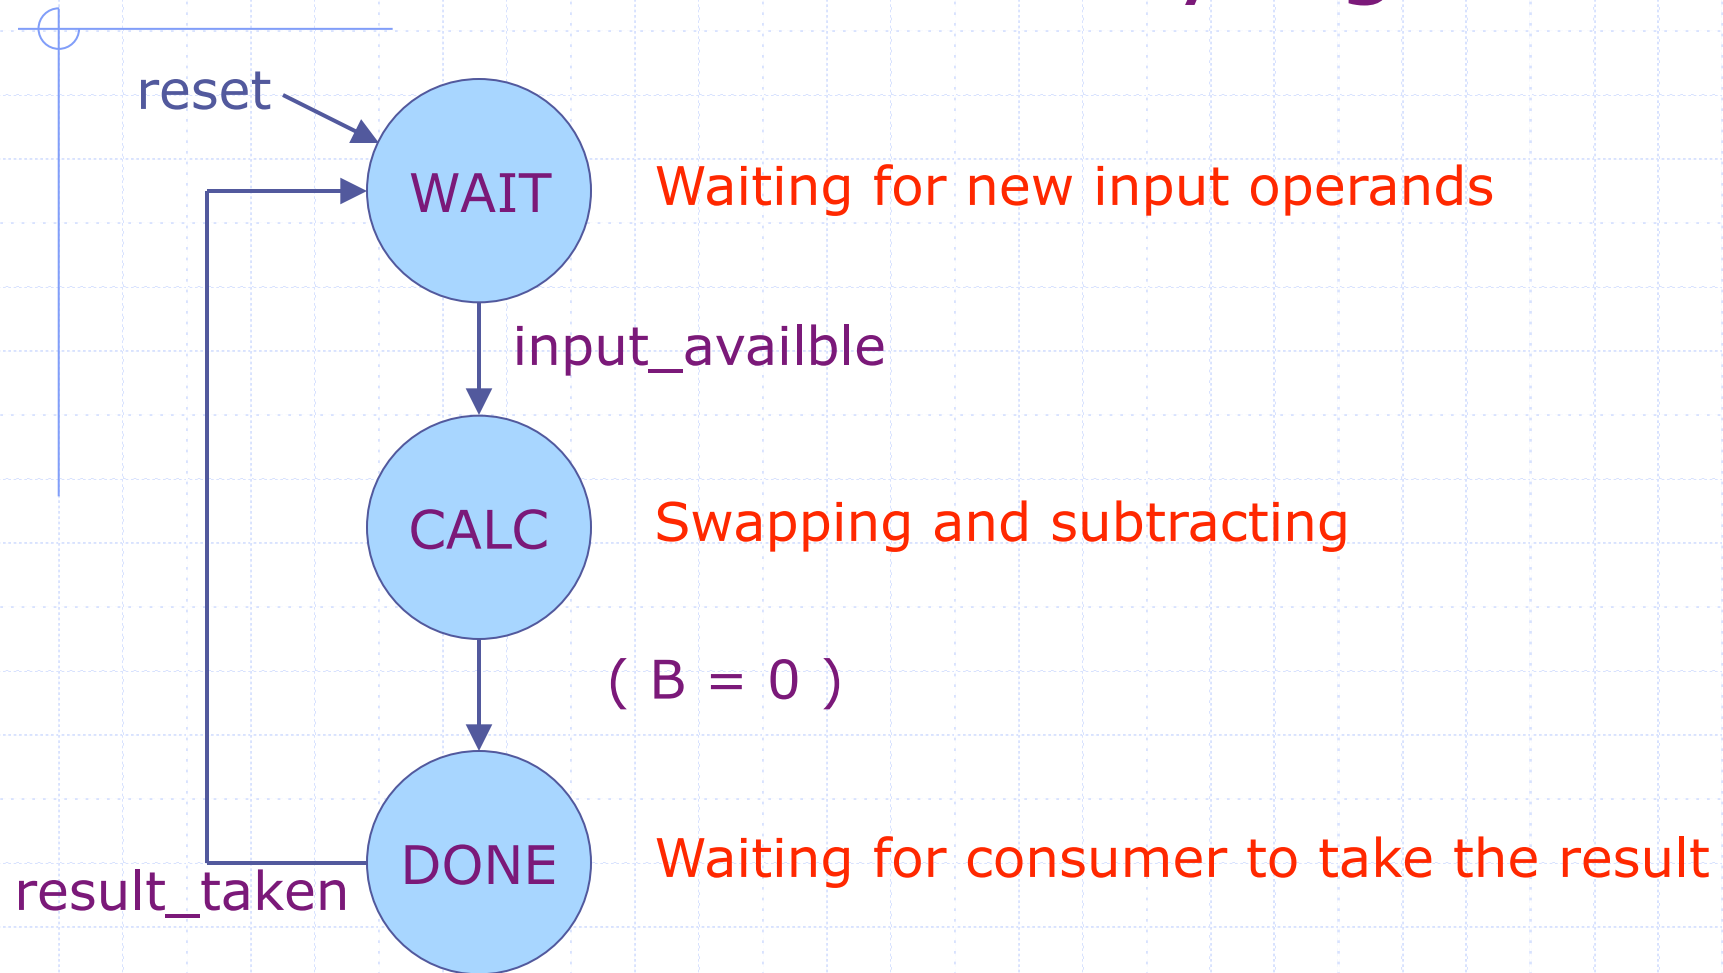 reset
WAIT
Waiting for new input operands
input_availble
CALC
Swapping and subtracting
( B = 0 )
DONE
Waiting for consumer to take the result
result_taken